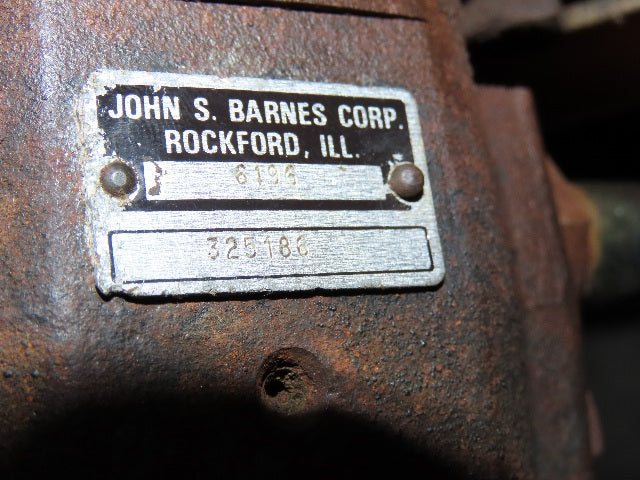 JOHN S. BARNES CORP.
ROCKFORD, ILL.
6196
325186